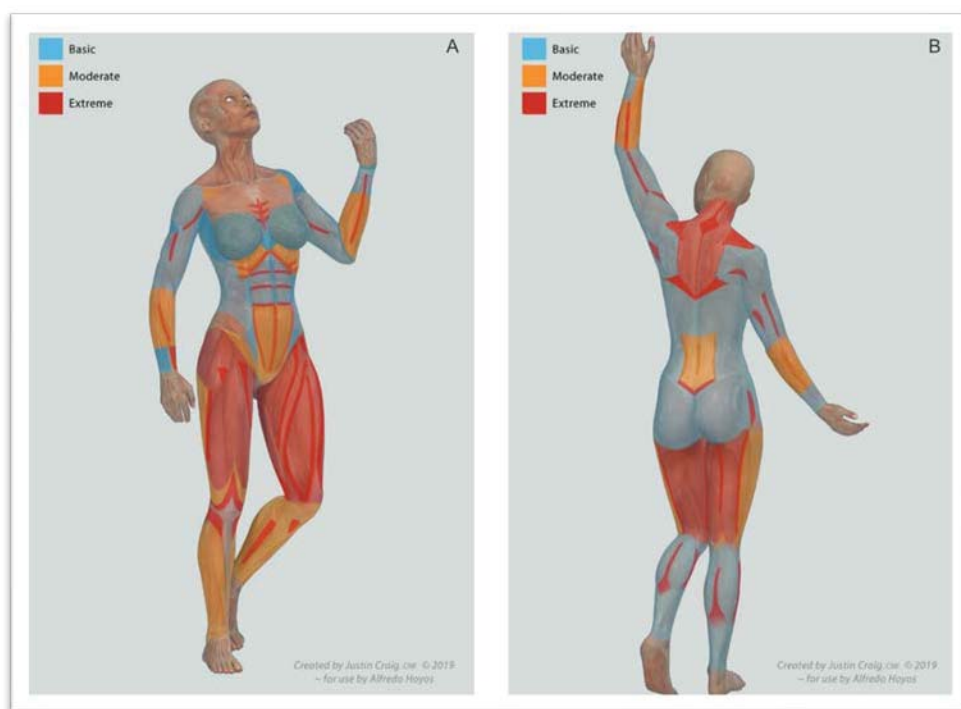 A
Basic
Moderate
Extreme
Created by Justin Craig, CMI © 2019
~ for use by Alfredo Hoyos
B
Basic
Moderate
Extreme
Created by Justin Craig, CMI © 2019
~ for use by Alfredo Hoyos